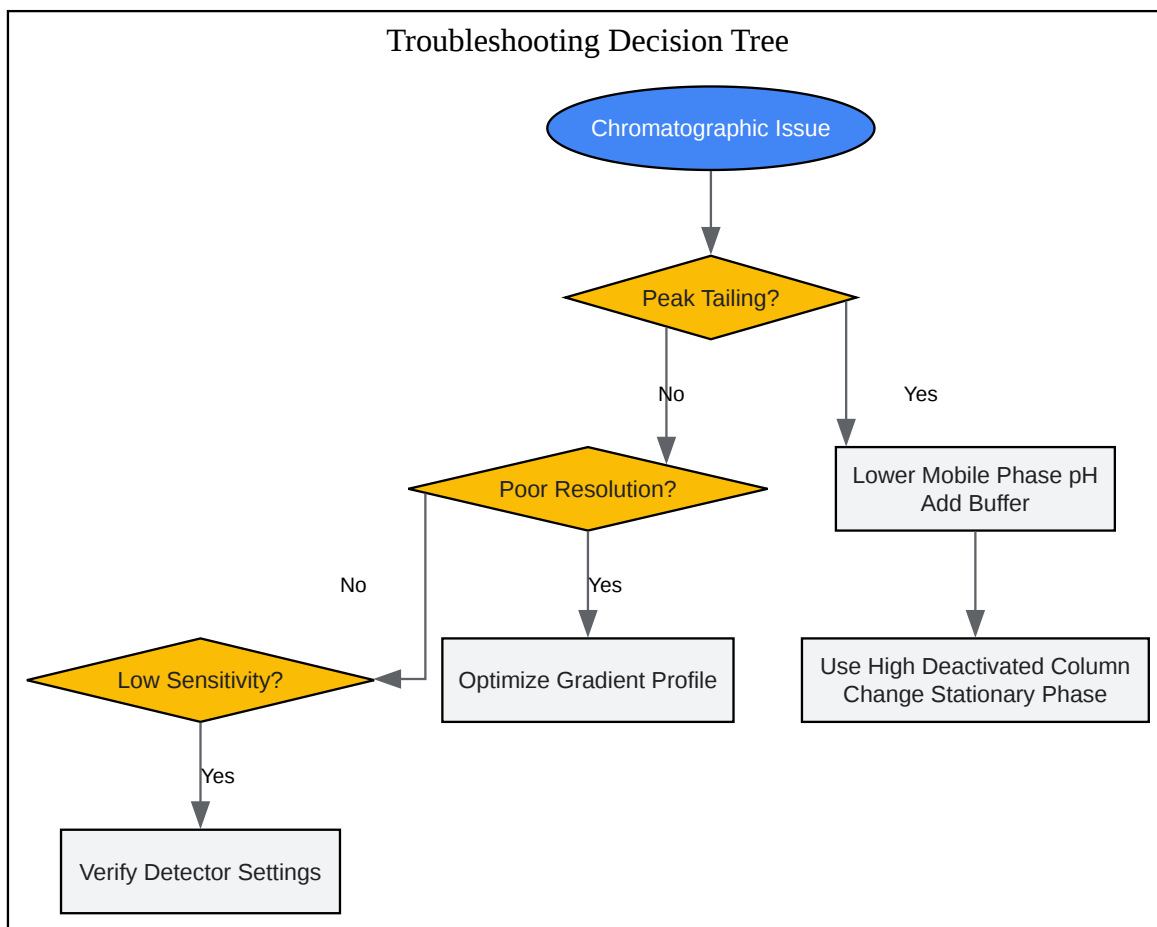 Troubleshooting Decision Tree
Chromatographic Issue
Peak Tailing?
No
Yes
Poor Resolution?
Lower Mobile Phase pH
Add Buffer
No
Yes
Low Sensitivity?
Optimize Gradient Profile
Use High Deactivated Column
Change Stationary Phase
Yes
Verify Detector Settings